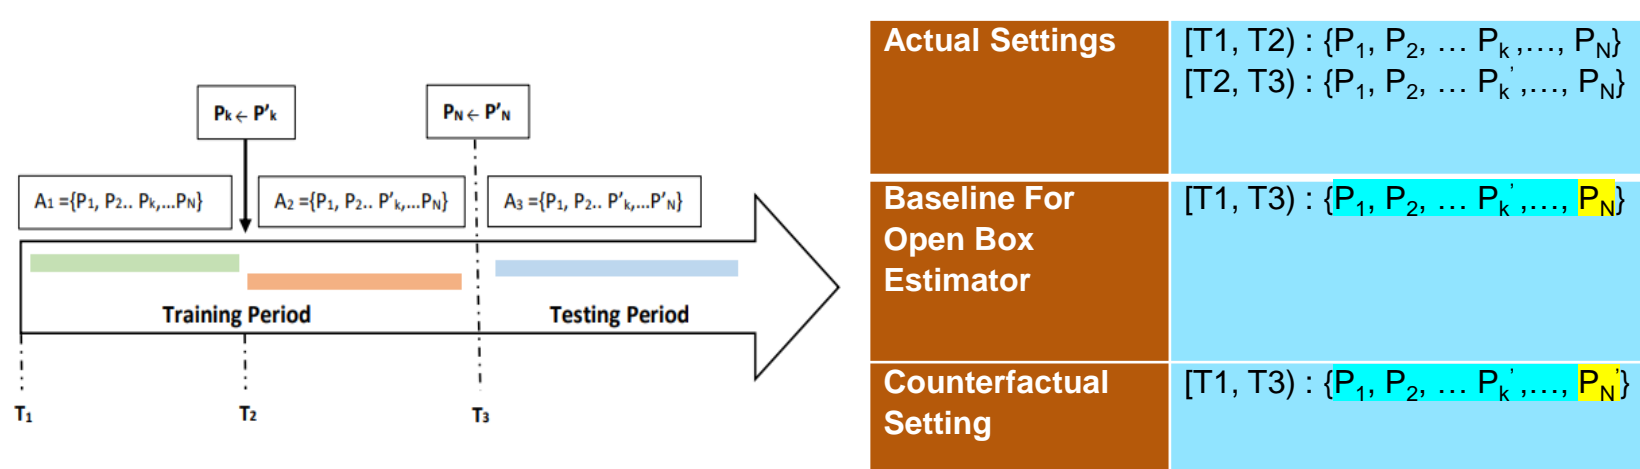 Pk ← P'k
PN ← P'N
A1 ={P1, P2.. Pk,...PN}
A2 ={P1, P2.. P'k,...PN}
A3 ={P1, P2.. P'k,...P'N}
Training Period
Testing Period
T1
T2
T3
Actual Settings
[T1, T2) : {P1, P2, … Pk ,…, PN}
[T2, T3) : {P1, P2, … Pk’,…, PN}
Baseline For
Open Box
Estimator
[T1, T3) : {P1, P2, … Pk’,…, PN}
Counterfactual
Setting
[T1, T3) : {P1, P2, … Pk’,…, PN’}